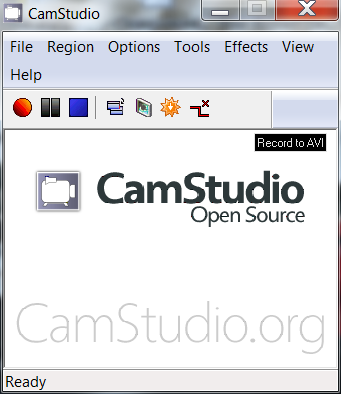 CamStudio
File Region Options Tools Effects View
Help
Record to AVI
CamStudio
Open Source
CamStudio.org
Ready